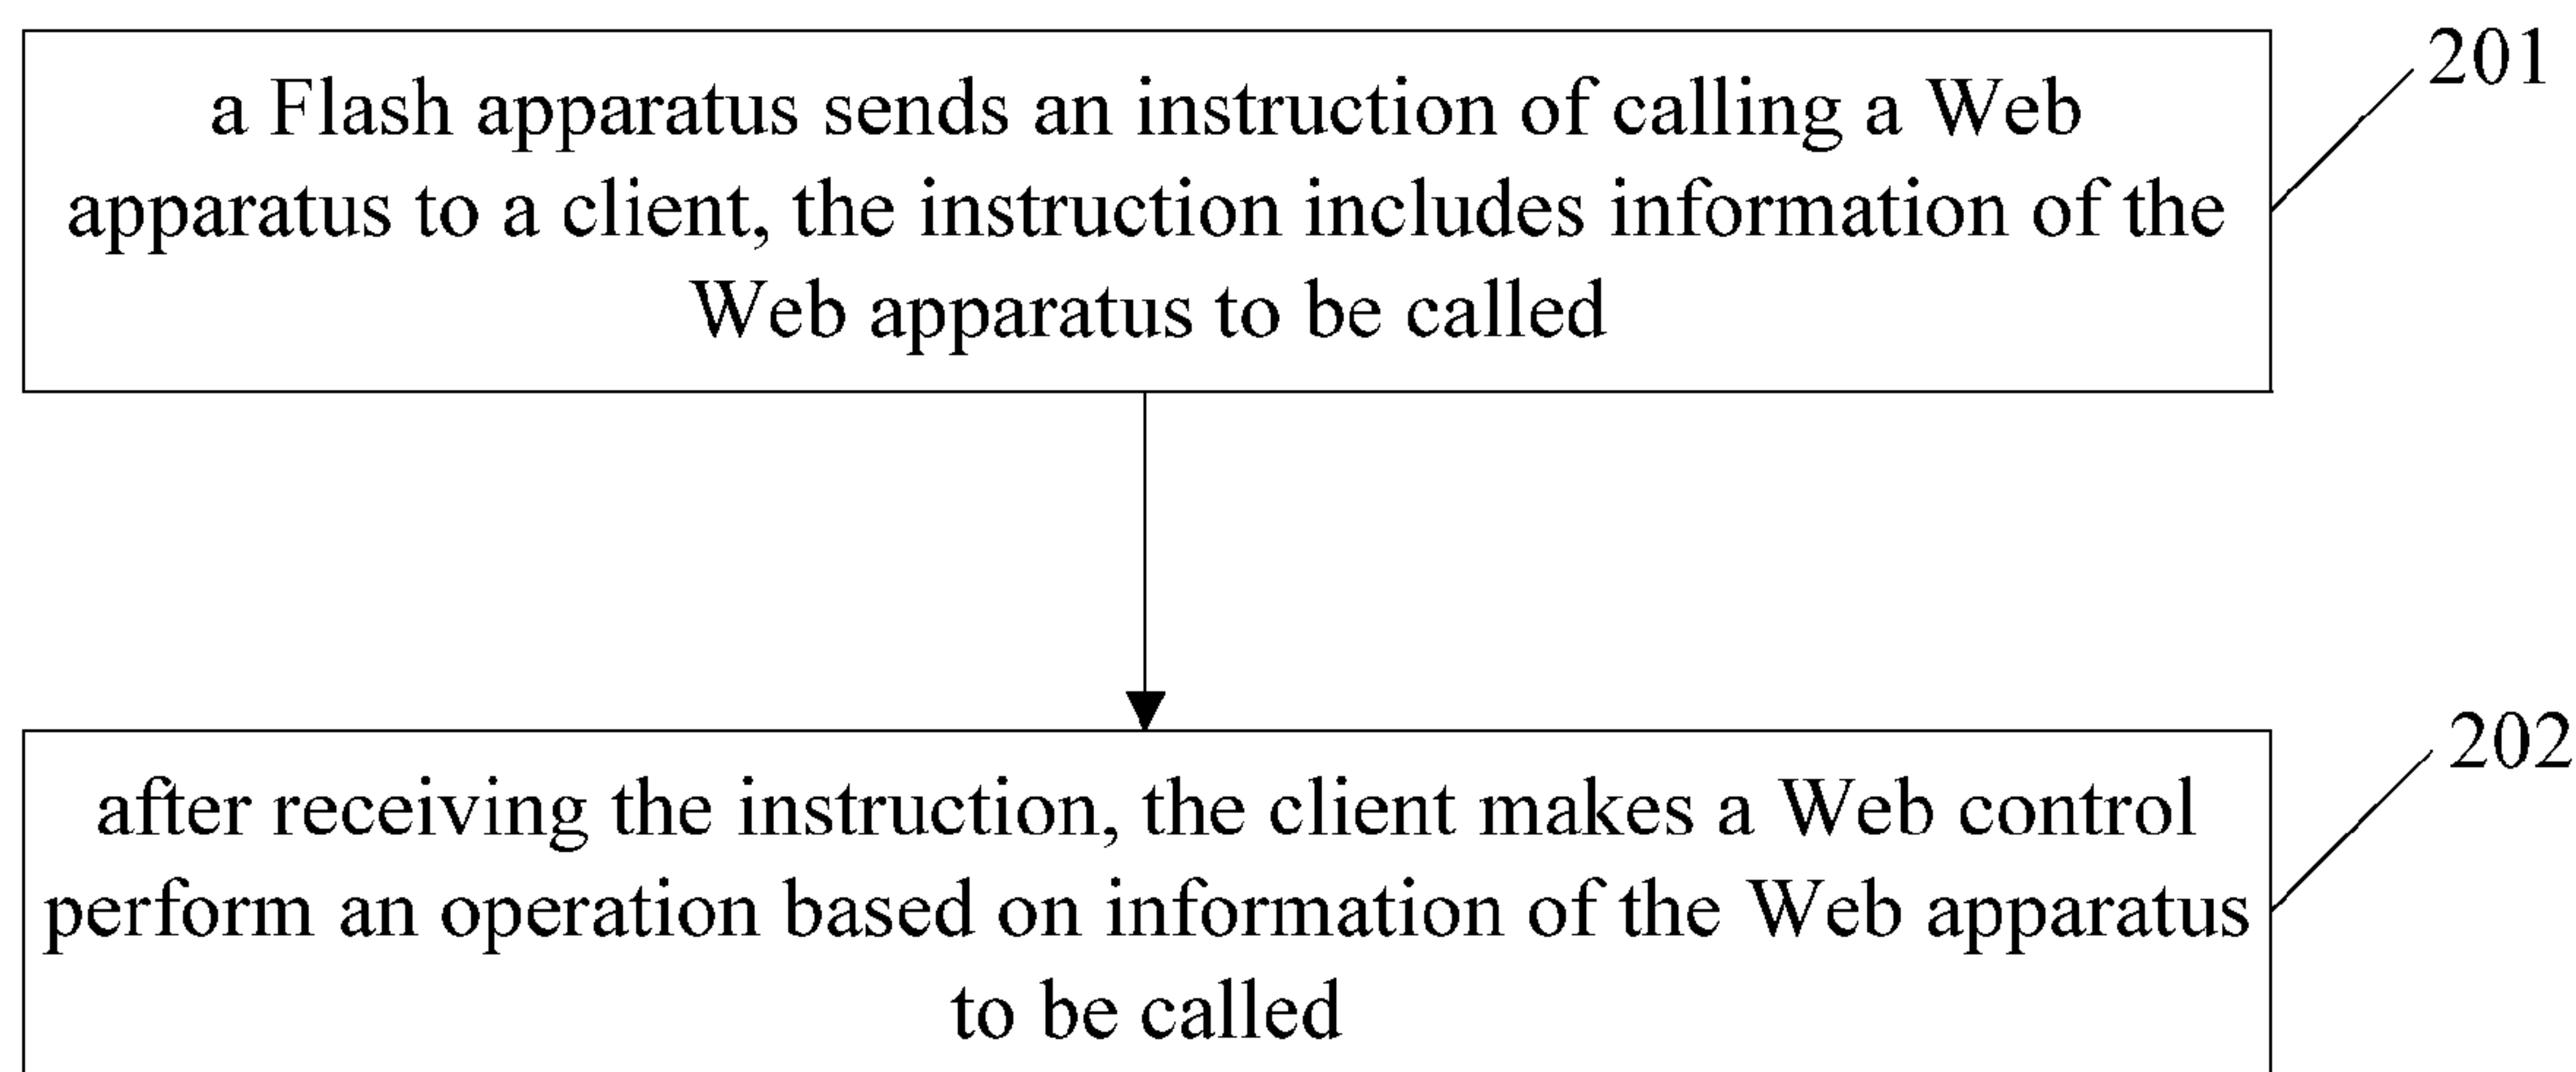 201
a Flash apparatus sends an instruction of calling a Web
apparatus to a client, the instruction includes information of the
Web apparatus to be called
202
after receiving the instruction, the client makes a Web control
perform an operation based on information of the Web apparatus
to be called